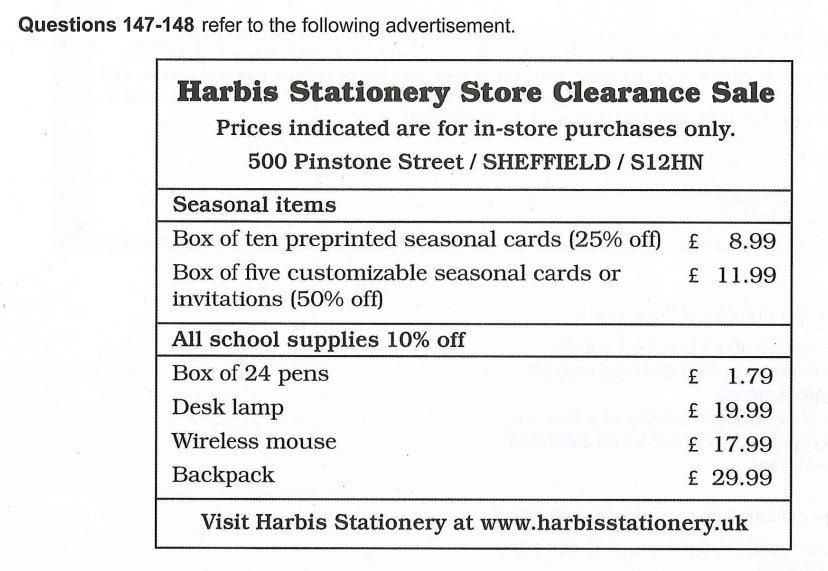 Questions 147-148 refer to the following advertisement.
Harbis Stationery Store Clearance Sale
Prices indicated are for in-store purchases only.
500 Pinstone Street / SHEFFIELD / S12HN
Seasonal items
Box of ten preprinted seasonal cards (25% off) £ 8.99
Box of five customizable seasonal cards or £ 11.99
invitations (50% off)
All school supplies 10% off
Box of 24 pens £ 1.79
Desk lamp £ 19.99
Wireless mouse £ 17.99
Backpack £ 29.99
Visit Harbis Stationery at www.harbisstationery.uk